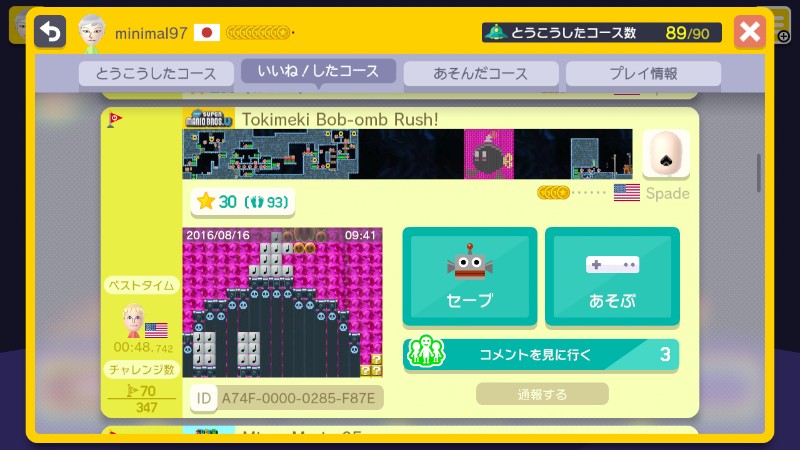 minimal97
とうこうしたコース数 89/90
とうこうしたコース
いいね!したコース
あそんだコース
プレイ情報
NEW SUPER MARIO BROS. U
Tokimeki Bob-omb Rush!
30 (93)
Spade
2016/08/16 09:41
ベストタイム
00:48.742
チャレンジ数
70
347
セーブ
あそぶ
コメントを見に行く 3
ID A74F-0000-0285-F87E
通報する